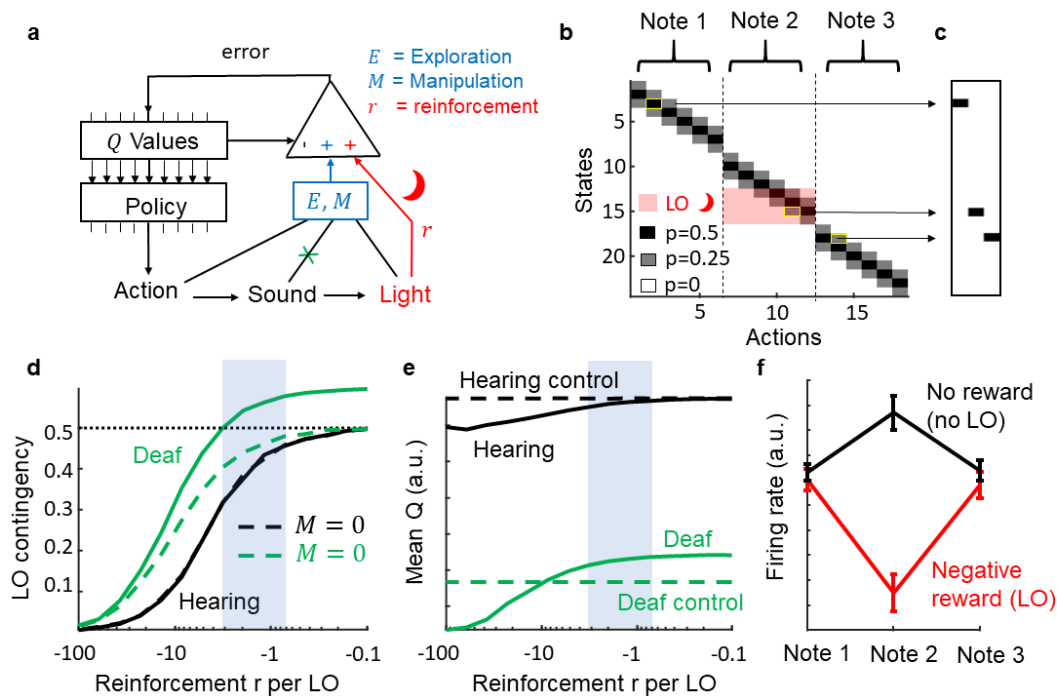 a
error
E = Exploration
M = Manipulation
r = reinforcement
Q Values
- + +
Policy
E, M
r
Action
Sound
Light
b
Note 1
Note 2
Note 3
c
States
5
10
15
20
LO
p=0.5
p=0.25
p=0
5
10
15
Actions
d
LO contingency
0.5
0.4
0.3
0.2
0.1
Deaf
M = 0
M = 0
Hearing
-100
-10
-1
-0.1
Reinforcement r per LO
e
Mean Q (a.u.)
Hearing control
Hearing
Deaf
Deaf control
-100
-10
-1
-0.1
Reinforcement r per LO
f
Firing rate (a.u.)
No reward
(no LO)
Negative
reward (LO)
Note 1
Note 2
Note 3